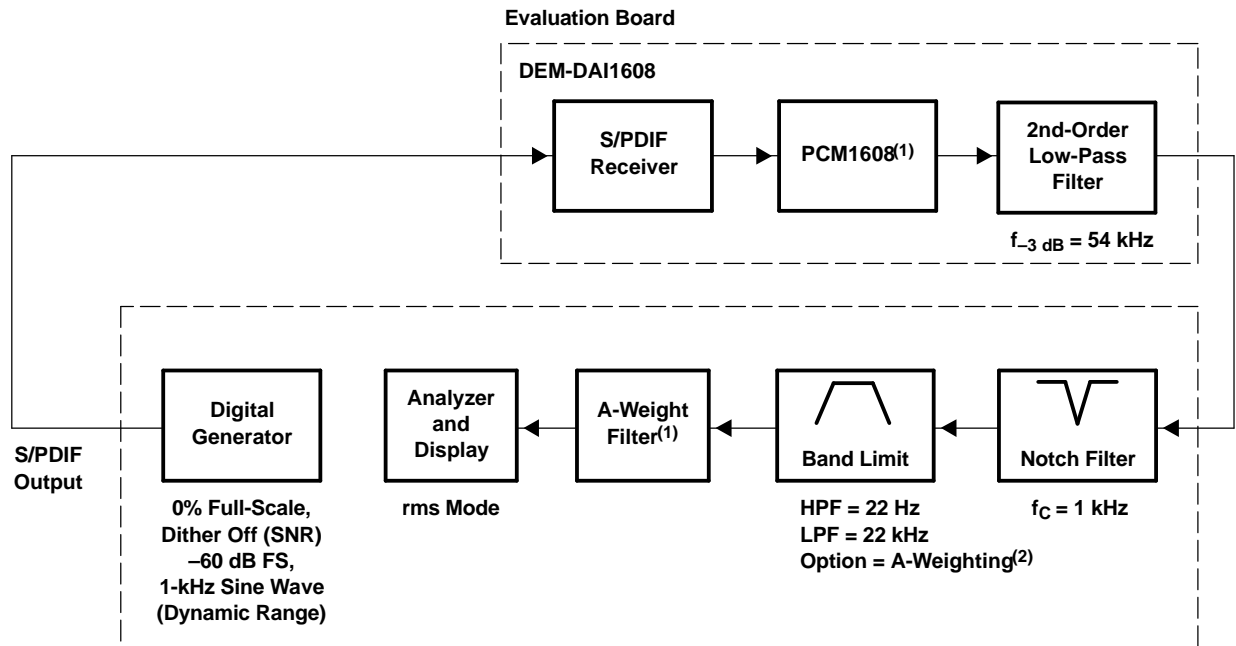 Evaluation Board
DEM-DAI1608
S/PDIF
Receiver
PCM1608(1)
2nd-Order
Low-Pass
Filter
f–3 dB = 54 kHz
S/PDIF
Output
Digital
Generator
0% Full-Scale,
Dither Off (SNR)
–60 dB FS,
1-kHz Sine Wave
(Dynamic Range)
Analyzer
and
Display
rms Mode
A-Weight
Filter(1)
Band Limit
HPF = 22 Hz
LPF = 22 kHz
Option = A-Weighting(2)
Notch Filter
fC = 1 kHz